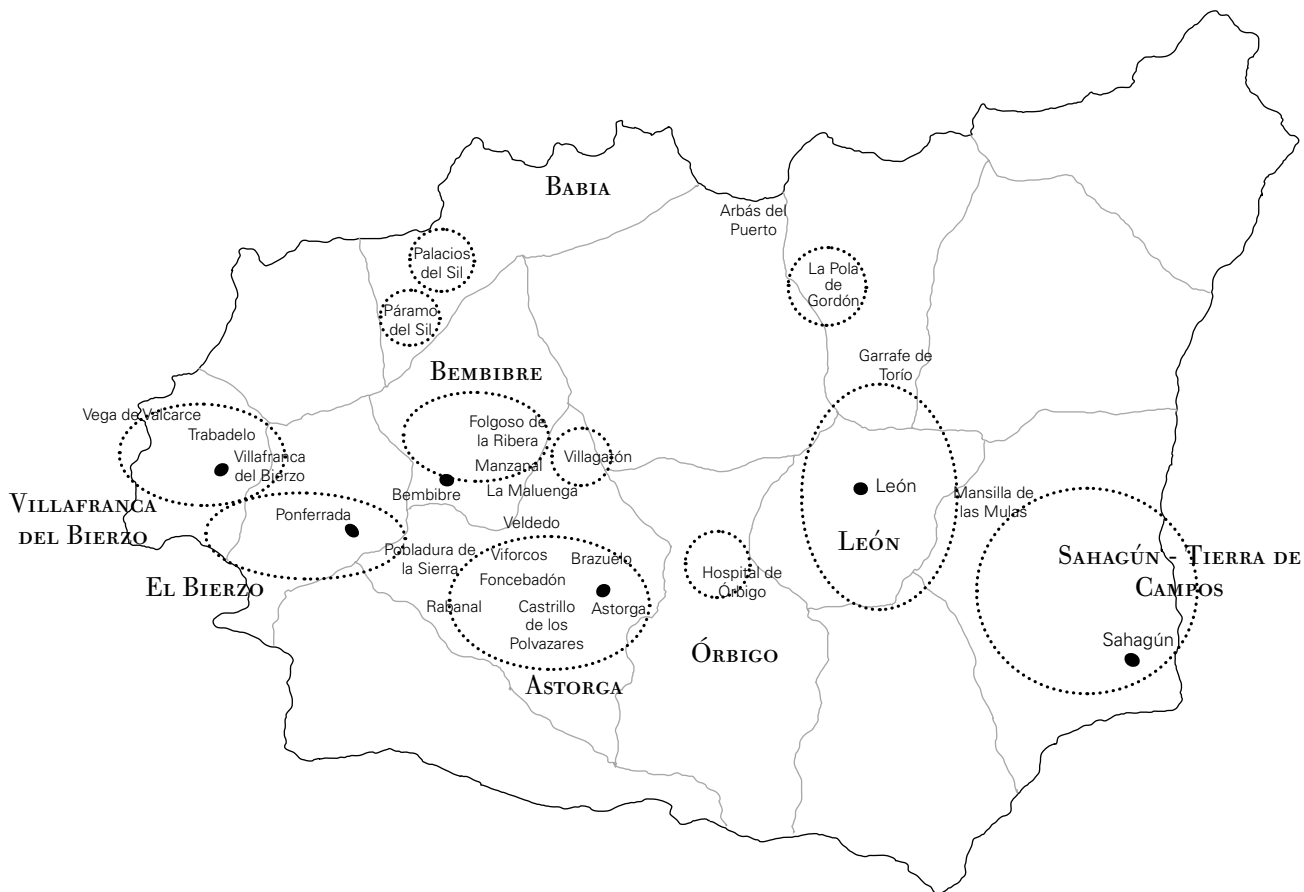 Babia
Arbás del
Puerto
Palacios
del Sil
La Pola
de
Gordón
Páramo
del Sil
Garrafe de
Torío
Bembibre
Vega de Valcarce
Trabadelo
Villafranca
del Bierzo
Folgoso de
la Ribera
Manzanal
Villagatón
Bembibre
La Maluenga
León
Mansilla de
las Mulas
Villafranca
del Bierzo
Ponferrada
Veldedo
León
Pobladura de
la Sierra
Viforcos
Brazuelo
Sahagún - Tierra de
Campos
El Bierzo
Foncebadón
Hospital de
Órbigo
Rabanal
Castrillo
de los
Polvazares
Astorga
Sahagún
Órbigo
Astorga